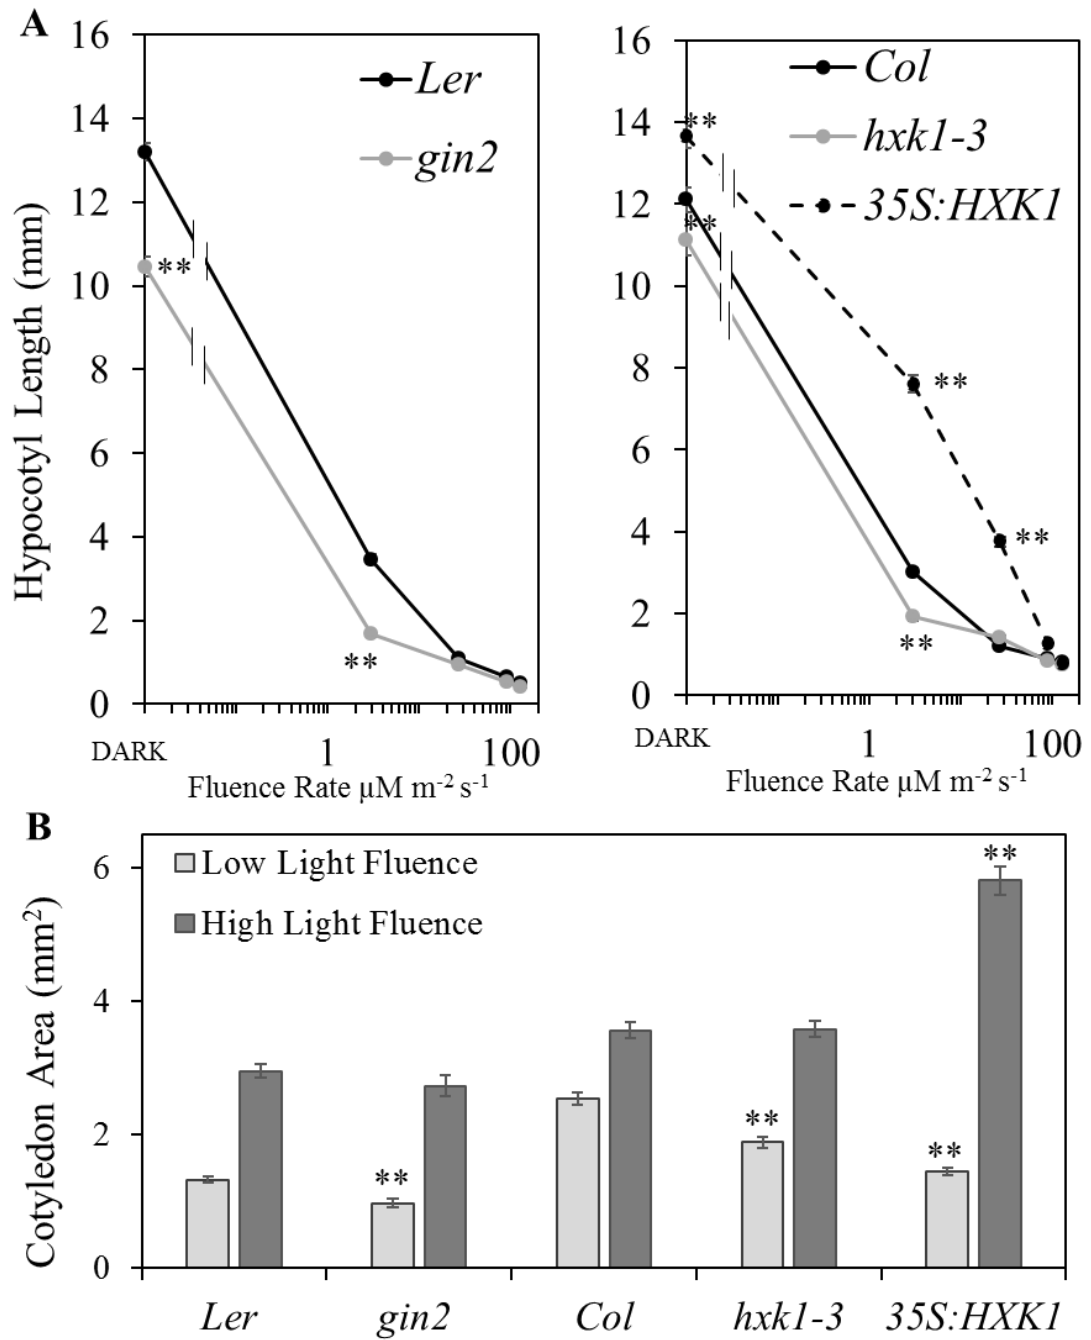 A
Hypocotyl Length (mm)
16
14
12
10
8
6
4
2
0
Ler
gin2
**
**
DARK
1
100
Fluence Rate µM m-2 s-1
16
14
12
10
8
6
4
2
0
Col
hxk1-3
35S:HXK1
**
**
**
**
**
DARK
1
100
Fluence Rate µM m-2 s-1
B
Cotyledon Area (mm2)
6
4
2
0
Low Light Fluence
High Light Fluence
**
**
**
**
Ler
gin2
Col
hxk1-3
35S:HXK1